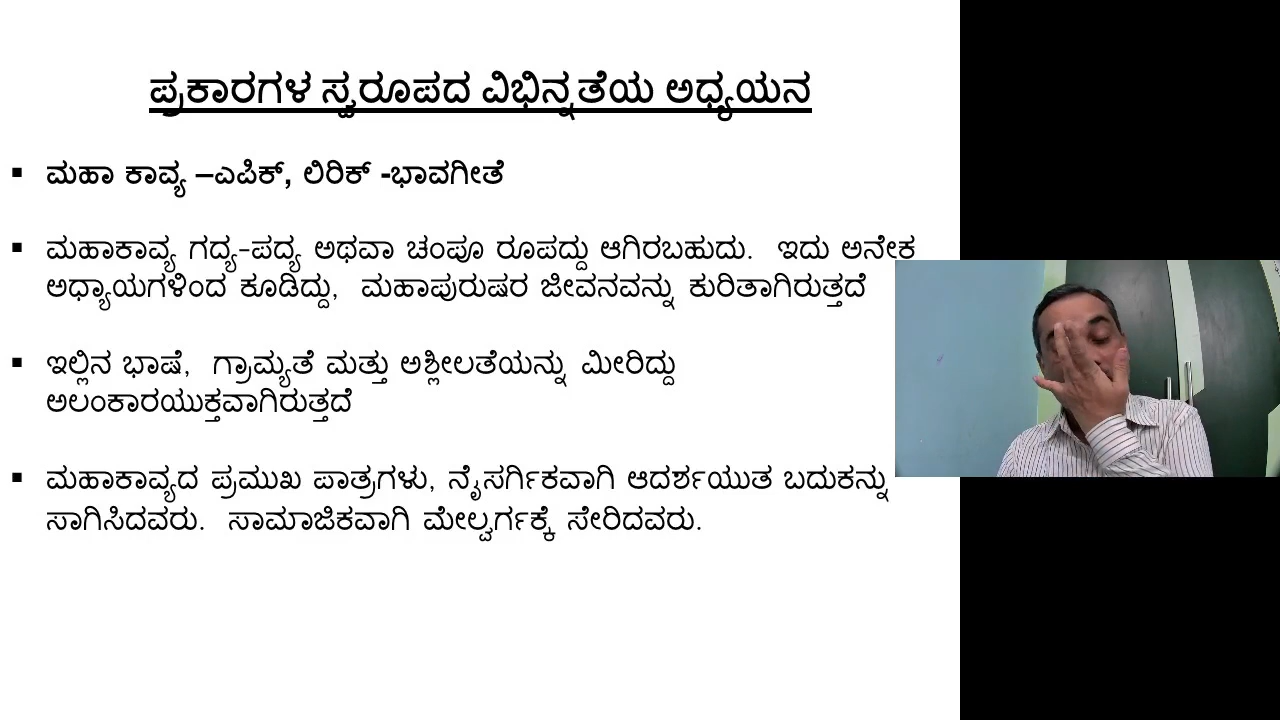 ಪ್ರಕಾರಗಳ ಸ್ವರೂಪದ ವಿಭಿನ್ನತೆಯ ಅಧ್ಯಯನ
▪ ಮಹಾ ಕಾವ್ಯ –ಎಪಿಕ್, ಲಿರಿಕ್ -ಭಾವಗೀತೆ
▪ ಮಹಾಕಾವ್ಯ ಗದ್ಯ-ಪದ್ಯ ಅಥವಾ ಚಂಪೂ ರೂಪದ್ದು ಆಗಿರಬಹುದು. ಇದು ಅನೇಕ
ಅಧ್ಯಾಯಗಳಿಂದ ಕೂಡಿದ್ದು, ಮಹಾಪುರುಷರ ಜೀವನವನ್ನು ಕುರಿತಾಗಿರುತ್ತದೆ
▪ ಇಲ್ಲಿನ ಭಾಷೆ, ಗ್ರಾಮ್ಯತೆ ಮತ್ತು ಅಶ್ಲೀಲತೆಯನ್ನು ಮೀರಿದ್ದು
ಅಲಂಕಾರಯುಕ್ತವಾಗಿರುತ್ತದೆ
▪ ಮಹಾಕಾವ್ಯದ ಪ್ರಮುಖ ಪಾತ್ರಗಳು, ನೈಸರ್ಗಿಕವಾಗಿ ಆದರ್ಶಯುತ ಬದುಕನ್ನು
ಸಾಗಿಸಿದವರು. ಸಾಮಾಜಿಕವಾಗಿ ಮೇಲ್ವರ್ಗಕ್ಕೆ ಸೇರಿದವರು.